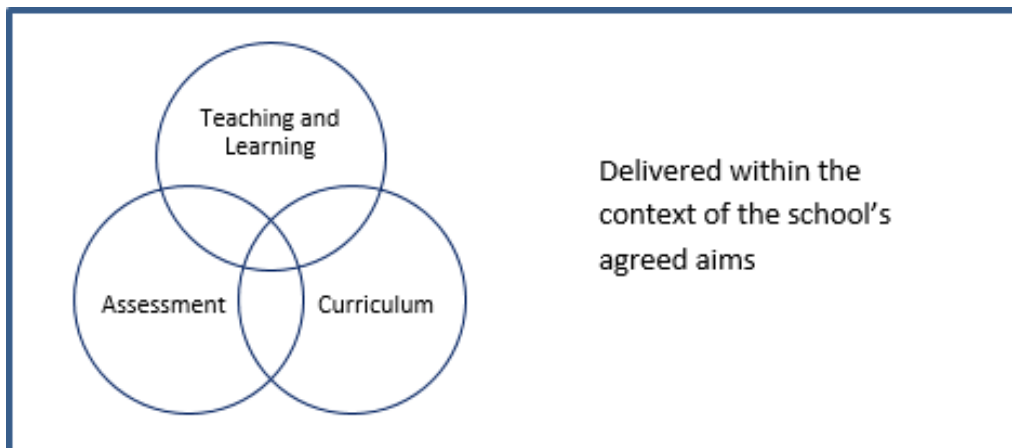 Teaching and
Learning
Assessment
Curriculum
Delivered within the
context of the school’s
agreed aims